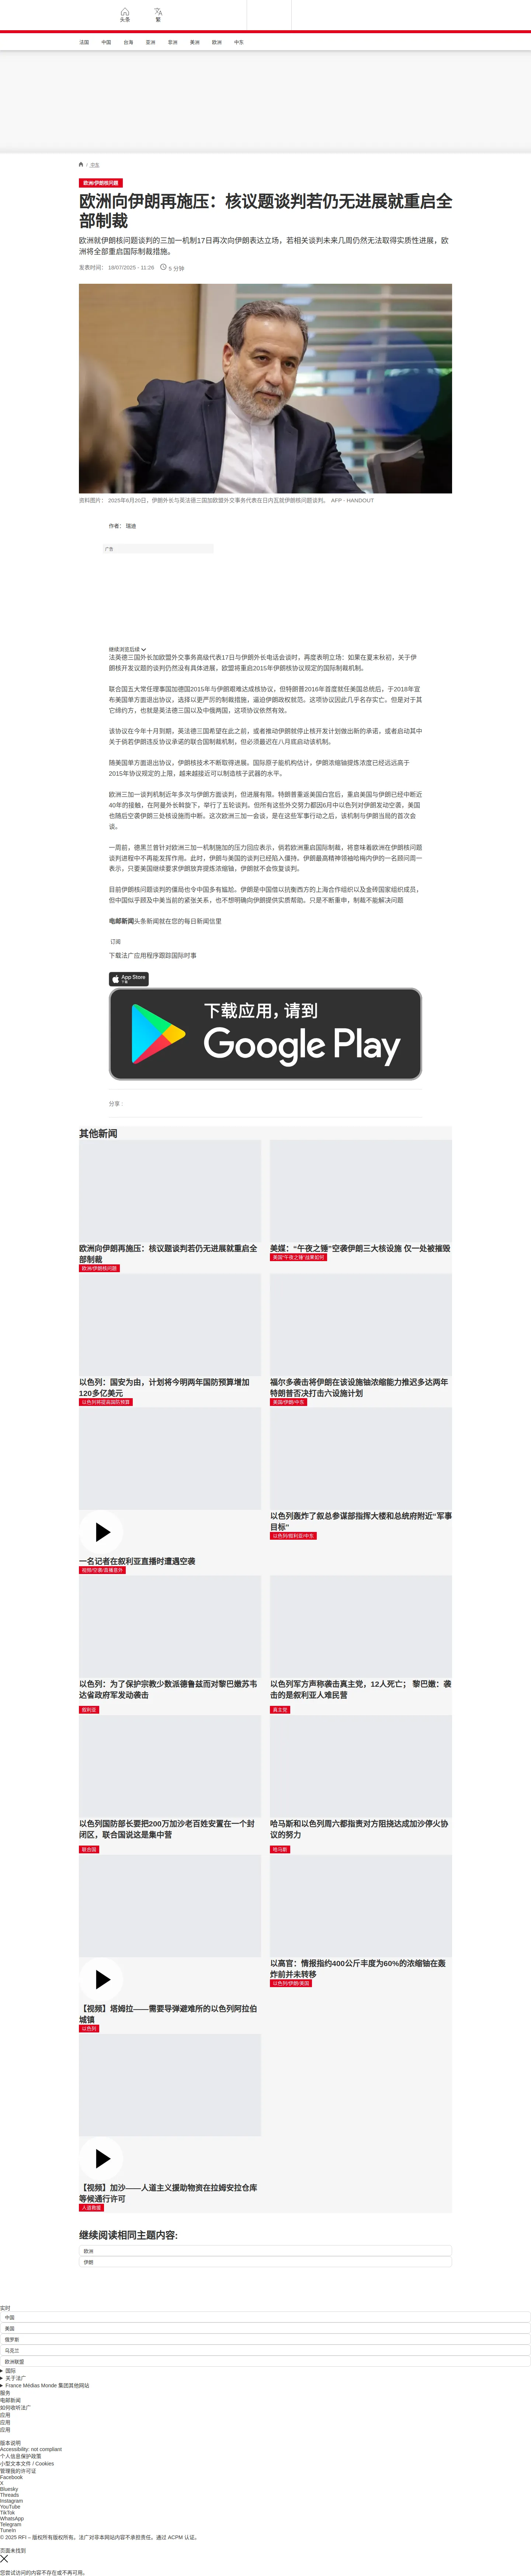 头条
繁
法国 中国 台海 亚洲 非洲 美洲 欧洲 中东
/ 中东
欧洲/伊朗核问题
欧洲向伊朗再施压：核议题谈判若仍无进展就重启全
部制裁
欧洲就伊朗核问题谈判的三加一机制17日再次向伊朗表达立场，若相关谈判未来几周仍然无法取得实质性进展，欧
洲将全部重启2015年前的国际制裁措施。
发表时间： 18/07/2025 - 11:26 5 分钟
资料图片： 2025年6月20日，伊朗外长与英法德三国加欧盟外交事务代表在日内瓦就伊朗核问题谈判。 AFP - HANDOUT
作者： 瑞迪
广告
继续浏览后续
法英德三国外长加欧盟外交事务高级代表17日与伊朗外长电话会谈时，再度表明立场：如果在夏末秋初，关于伊
朗核开发议题的谈判仍然没有具体进展，欧盟将重启2015年伊朗核协议规定的国际制裁机制。
联合国五大常任理事国加德国2015年与伊朗艰难达成核协议，但特朗普2016年首度就任美国总统后，于2018年宣
布美国单方面退出协议，选择以更严厉的制裁措施，逼迫伊朗政权就范。这项协议因此几乎名存实亡。但是对于其
它缔约方，也就是英法德三国以及中俄两国，这项协议依然有效。
该协议在今年十月到期，英法德三国希望在此之前，或者推动伊朗就停止核开发计划做出新的承诺，或者启动其中
关于倘若伊朗违反协议承诺的联合国制裁机制，但必须最迟在八月底启动该机制。
随美国单方面退出协议，伊朗核技术不断取得进展。国际原子能机构估计，伊朗浓缩铀提炼浓度已经远远高于
2015年协议规定的上限，越来越接近可以制造核子武器的水平。
欧洲三加一谈判机制近年多次与伊朗方面谈判，但进展有限。特朗普重返美国白宫后，重启美国与伊朗已经中断近
40年的接触，在阿曼外长斡旋下，举行了五轮谈判。但所有这些外交努力都因6月中以色列对伊朗发动空袭，美国
也随后空袭伊朗三处核设施而中断。这次欧洲三加一会谈，是在这些军事行动之后，该机制与伊朗当局的首次会
谈。
一周前，德黑兰曾针对欧洲三加一机制施加的压力回应表示，倘若欧洲重启国际制裁，将意味着欧洲在伊朗核问题
谈判进程中不再能发挥作用。此时，伊朗与美国的谈判已经陷入僵持。伊朗最高精神领袖哈梅内伊的一名顾问周一
表示，只要美国继续要求伊朗放弃提炼浓缩铀，伊朗就不会恢复谈判。
目前伊朗核问题谈判的僵局也令中国多有尴尬。伊朗是中国借以抗衡西方的上海合作组织以及金砖国家组织成员，
但中国似乎顾及中美当前的紧张关系，也不想明确向伊朗提供实质帮助。只是不断重申，制裁不能解决问题
电邮新闻头条新闻就在您的每日新闻信里
订阅
下载法广应用程序跟踪国际时事
App Store
下载
下载应用，请到
Google Play
分享 :
其他新闻
欧洲向伊朗再施压：核议题谈判若仍无进展就重启全
部制裁
欧洲/伊朗核问题
美媒：“午夜之锤”空袭伊朗三大核设施 仅一处被摧毁
美国“午夜之锤”战果如何
以色列：国安为由，计划将今明两年国防预算增加
120多亿美元
以色列将提高国防预算
福尔多袭击将伊朗在该设施铀浓缩能力推迟多达两年
特朗普否决打击六设施计划
美国/伊朗/中东
一名记者在叙利亚直播时遭遇空袭
视频/空袭/直播意外
以色列轰炸了叙总参谋部指挥大楼和总统府附近"军事
目标"
以色列/叙利亚/中东
以色列：为了保护宗教少数派德鲁兹而对黎巴嫩苏韦
达省政府军发动袭击
叙利亚
以色列军方声称袭击真主党，12人死亡； 黎巴嫩：袭
击的是叙利亚人难民营
真主党
以色列国防部长要把200万加沙老百姓安置在一个封
闭区，联合国说这是集中营
联合国
哈马斯和以色列周六都指责对方阻挠达成加沙停火协
议的努力
哈马斯
【视频】塔姆拉——需要导弹避难所的以色列阿拉伯
城镇
以色列
以高官：情报指约400公斤丰度为60%的浓缩铀在轰
炸前并未转移
以色列/伊朗/美国
【视频】加沙——人道主义援助物资在拉姆安拉仓库
等候通行许可
人道救援
继续阅读相同主题内容:
欧洲
伊朗
实时
中国
美国
俄罗斯
乌克兰
欧洲联盟
国际
关于法广
France Médias Monde 集团其他网站
服务
电邮新闻
如何收听法广
应用
应用
应用
版本说明
Accessibility: not compliant
个人信息保护政策
小型文本文件 / Cookies
管理我的许可证
Facebook
X
Bluesky
Threads
Instagram
YouTube
TikTok
WhatsApp
Telegram
TuneIn
© 2025 RFI – 版权所有版权所有。法广对非本网站内容不承担责任。通过 ACPM 认证。
页面未找到
您尝试访问的内容不存在或不再可用。